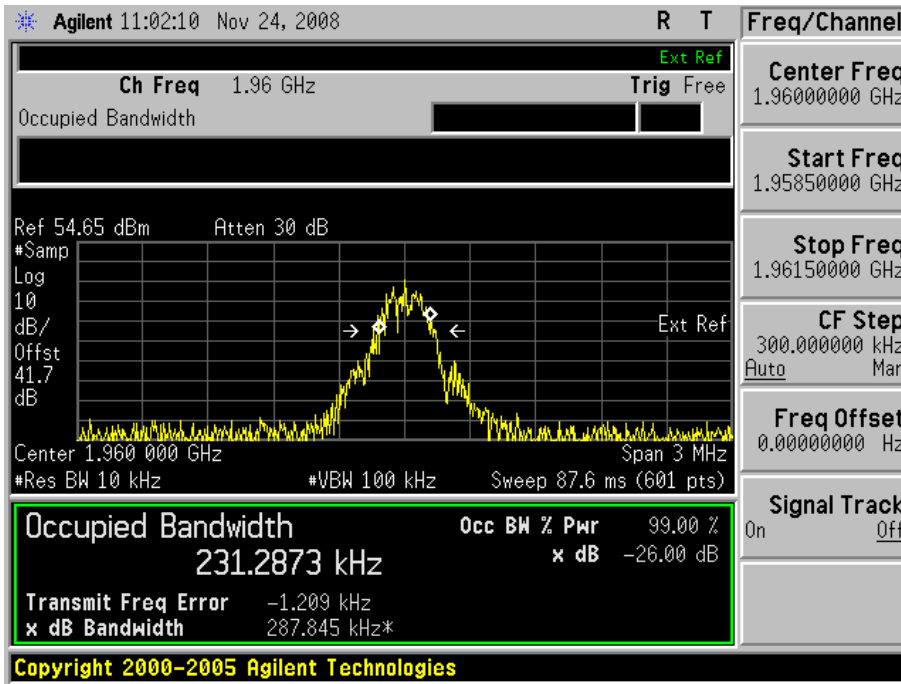 Agilent 11:02:10 Nov 24, 2008 R T
Ext Ref
Ch Freq 1.96 GHz Trig Free
Occupied Bandwidth
Ref 54.65 dBm Atten 30 dB
#Samp
Log
10
dB/
Offst
41.7
dB
Ext Ref
Center 1.960 000 GHz Span 3 MHz
#Res BW 10 kHz #VBW 100 kHz Sweep 87.6 ms (601 pts)
Occupied Bandwidth
231.2873 kHz
Occ BW % Pwr 99.00 %
x dB -26.00 dB
Transmit Freq Error -1.209 kHz
x dB Bandwidth 287.845 kHz*
Copyright 2000-2005 Agilent Technologies
Freq/Channel
Center Freq
1.96000000 GHz
Start Freq
1.95850000 GHz
Stop Freq
1.96150000 GHz
CF Step
300.000000 kHz
Auto Man
Freq Offset
0.00000000 Hz
Signal Track
On Off